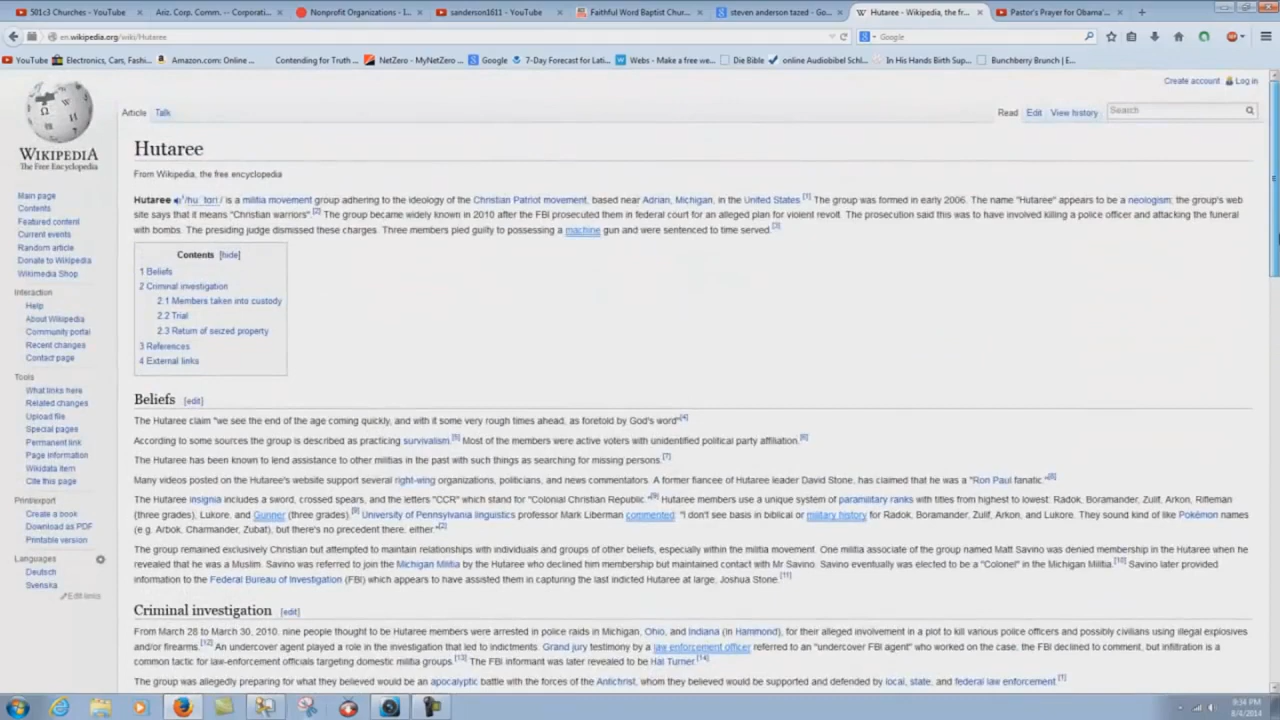 501c3 Churches - YouTube
Ariz. Corp. Comm. -- Corporati...
Nonprofit Organizations - I...
sanderson1611 - YouTube
Faithful Word Baptist Chur...
steven anderson tazed - Go...
Hutaree - Wikipedia, the fr...
Pastor's Prayer for Obama'...
en.wikipedia.org/wiki/Hutaree
Google
YouTube
Electronics, Cars, Fashi...
Amazon.com: Online ...
Contending for Truth ...
NetZero - MyNetZero ...
Google
7-Day Forecast for Lati...
Webs - Make a free we...
Die Bible
online Audiobibel Schl...
In His Hands Birth Sup...
Bunchberry Brunch | E...
Create account Log in
Article Talk
Read Edit View history Search
WIKIPEDIA
The Free Encyclopedia
Main page
Contents
Featured content
Current events
Random article
Donate to Wikipedia
Wikimedia Shop
Interaction
Help
About Wikipedia
Community portal
Recent changes
Contact page
Tools
What links here
Related changes
Upload file
Special pages
Permanent link
Page information
Wikidata item
Cite this page
Print/export
Create a book
Download as PDF
Printable version
Languages
Deutsch
Svenska
Edit links
Hutaree
From Wikipedia, the free encyclopedia
Hutaree is a militia movement group adhering to the ideology of the Christian Patriot movement, based near Adrian, Michigan, in the United States.[1] The group was formed in early 2006. The name "Hutaree" appears to be a neologism; the group's web
site says that it means "Christian warriors".[2] The group became widely known in 2010 after the FBI prosecuted them in federal court for an alleged plan for violent revolt. The prosecution said this was to have involved killing a police officer and attacking the funeral
with bombs. The presiding judge dismissed these charges. Three members pled guilty to possessing a machine gun and were sentenced to time served.[3]
Contents [hide]
1 Beliefs
2 Criminal investigation
2.1 Members taken into custody
2.2 Trial
2.3 Return of seized property
3 References
4 External links
Beliefs [edit]
The Hutaree claim "we see the end of the age coming quickly, and with it some very rough times ahead, as foretold by God's word"[4]
According to some sources the group is described as practicing survivalism.[5] Most of the members were active voters with unidentified political party affiliation.[6]
The Hutaree has been known to lend assistance to other militias in the past with such things as searching for missing persons.[7]
Many videos posted on the Hutaree's website support several right-wing organizations, politicians, and news commentators. A former fiancee of Hutaree leader David Stone, has claimed that he was a "Ron Paul fanatic."[8]
The Hutaree insignia includes a sword, crossed spears, and the letters "CCR" which stand for "Colonial Christian Republic."[9] Hutaree members use a unique system of paramilitary ranks with titles from highest to lowest: Radok, Boramander, Zulif, Arkon, Rifleman
(three grades), Lukore, and Gunner (three grades).[9] University of Pennsylvania linguistics professor Mark Liberman commented: "I don't see basis in biblical or military history for Radok, Boramander, Zulif, Arkon, and Lukore. They sound kind of like Pokémon names
(e.g. Arbok, Charmander, Zubat), but there's no precedent there, either."[2]
The group remained exclusively Christian but attempted to maintain relationships with individuals and groups of other beliefs, especially within the militia movement. One militia associate of the group named Matt Savino was denied membership in the Hutaree when he
revealed that he was a Muslim. Savino was referred to join the Michigan Militia by the Hutaree who declined him membership but maintained contact with Mr Savino. Savino eventually was elected to be a "Colonel" in the Michigan Militia.[10] Savino later provided
information to the Federal Bureau of Investigation (FBI) which appears to have assisted them in capturing the last indicted Hutaree at large, Joshua Stone.[11]
Criminal investigation [edit]
From March 28 to March 30, 2010, nine people thought to be Hutaree members were arrested in police raids in Michigan, Ohio, and Indiana (in Hammond), for their alleged involvement in a plot to kill various police officers and possibly civilians using illegal explosives
and/or firearms.[12] An undercover agent played a role in the investigation that led to indictments. Grand jury testimony by a law enforcement officer referred to an "undercover FBI agent" who worked on the case, the FBI declined to comment, but infiltration is a
common tactic for law-enforcement officials targeting domestic militia groups.[13] The FBI informant was later revealed to be Hal Turner.[14]
The group was allegedly preparing for what they believed would be an apocalyptic battle with the forces of the Antichrist, whom they believed would be supported and defended by local, state, and federal law enforcement.[1]
9:34 PM
8/4/2014